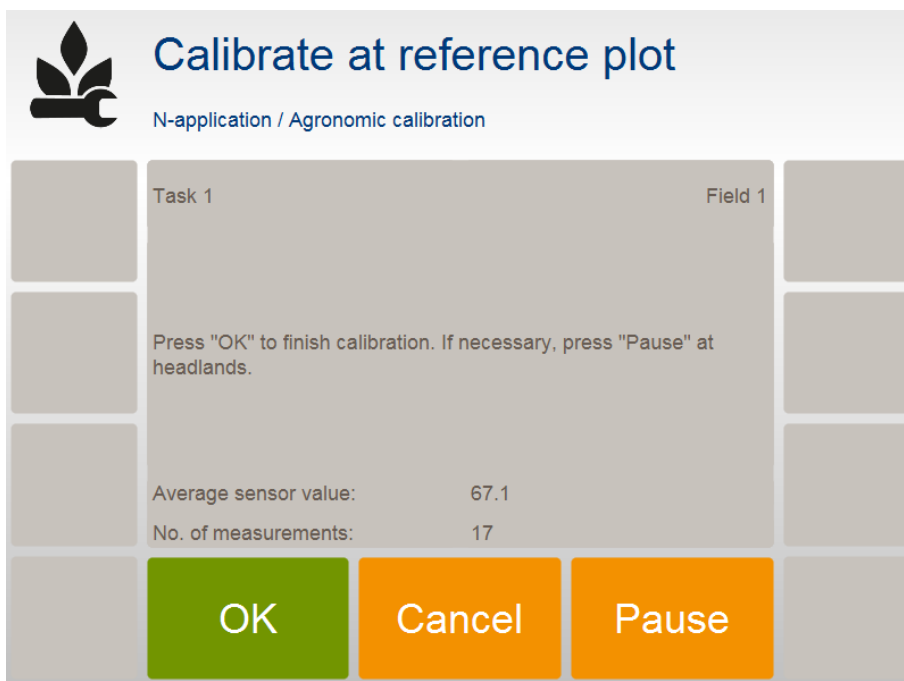 Calibrate at reference plot
N-application / Agronomic calibration
Task 1 Field 1
Press "OK" to finish calibration. If necessary, press "Pause" at
headlands.
Average sensor value: 67.1
No. of measurements: 17
OK Cancel Pause